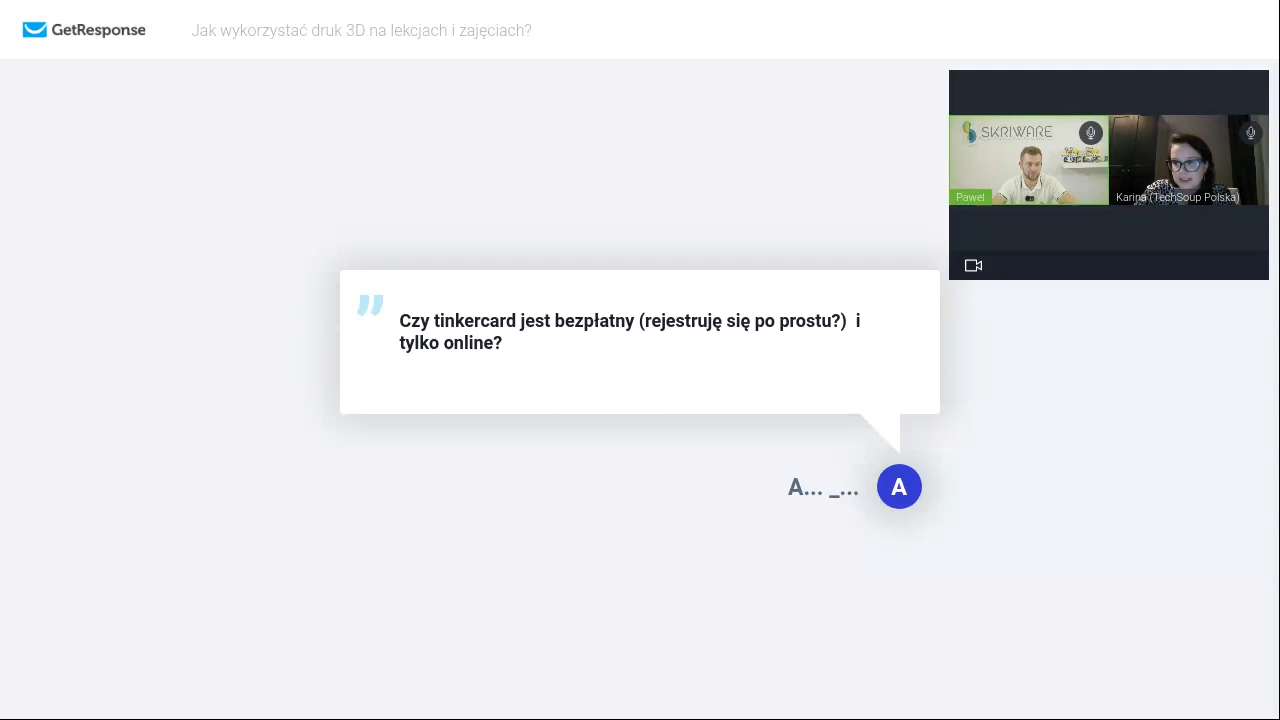 GetResponse
Jak wykorzystać druk 3D na lekcjach i zajęciach?
SKRIWARE
Pawel
Karina (TechSoup Polska)
” Czy tinkercard jest bezpłatny (rejestruję się po prostu?) i
tylko online?
A... _...
A